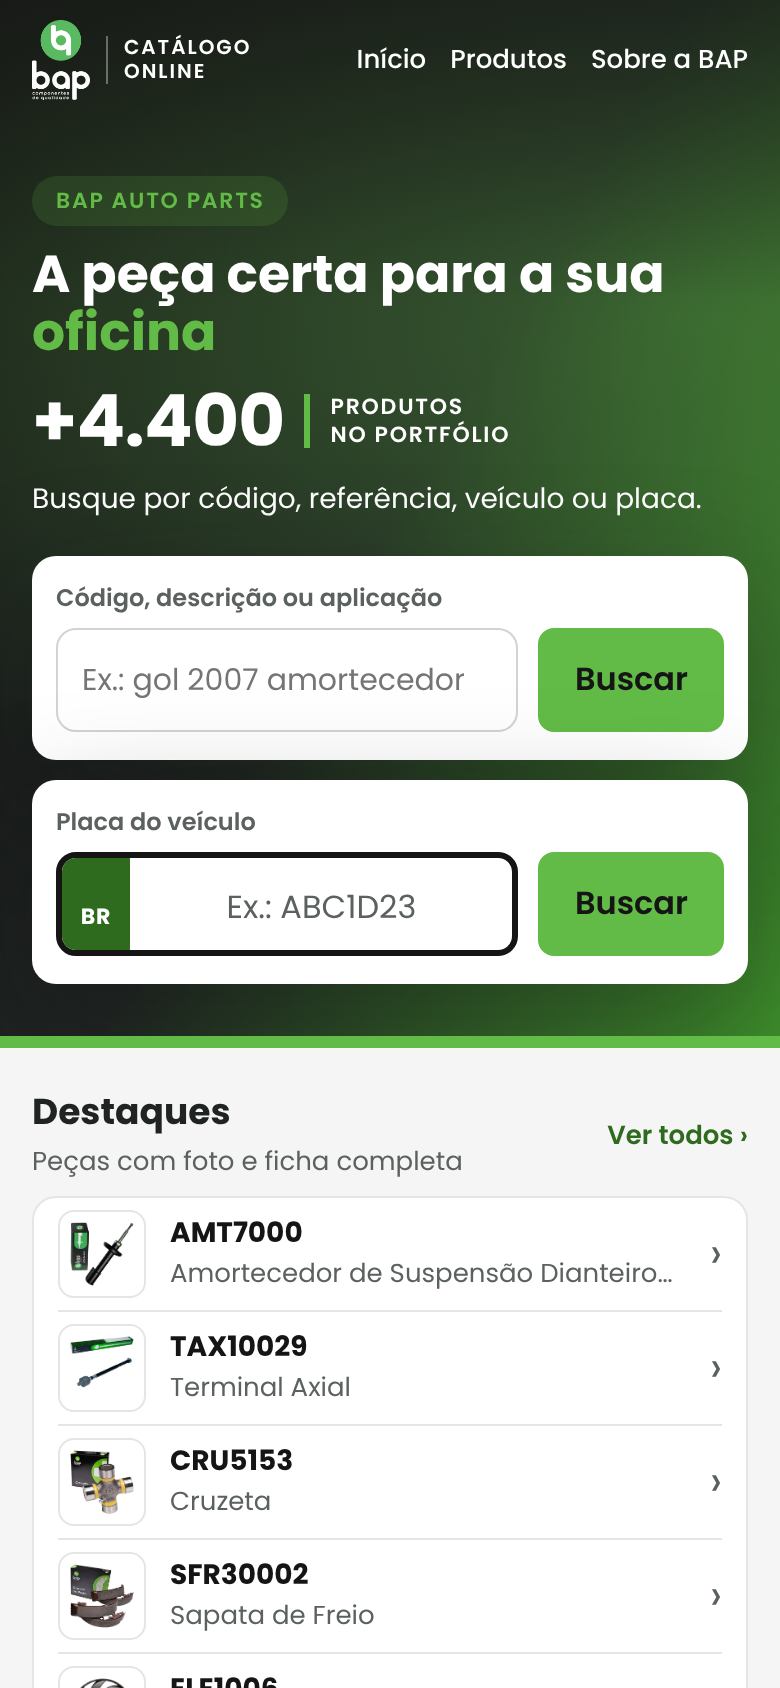 bap
componentes
de qualidade
CATÁLOGO
ONLINE
Início Produtos Sobre a BAP
BAP AUTO PARTS
A peça certa para a sua
oficina
+4.400
PRODUTOS
NO PORTFÓLIO
Busque por código, referência, veículo ou placa.
Código, descrição ou aplicação
Ex.: gol 2007 amortecedor
Buscar
Placa do veículo
BR
Ex.: ABC1D23
Buscar
Destaques
Peças com foto e ficha completa
Ver todos ›
AMT7000
Amortecedor de Suspensão Dianteiro...
›
TAX10029
Terminal Axial
›
CRU5153
Cruzeta
›
SFR30002
Sapata de Freio
›